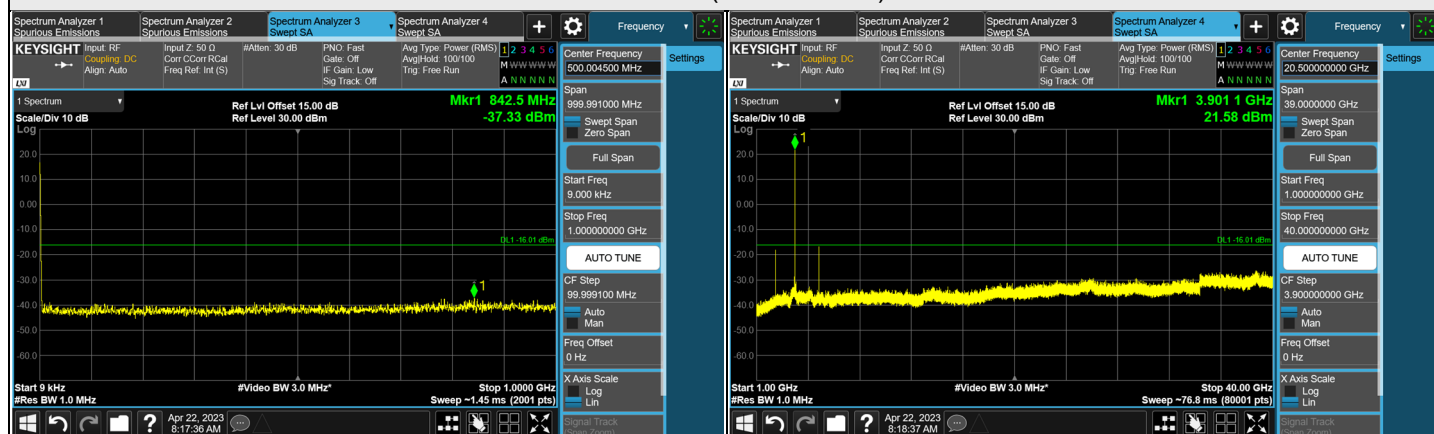 Spectrum Analyzer 1 Spectrum Analyzer 2 Spectrum Analyzer 3 Spectrum Analyzer 4 + Frequency
Spurious Emissions Spurious Emissions Swept SA Swept SA
KEYSIGHT Input: RF Input Z: 50 Ω #Atten: 30 dB PNO: Fast Avg Type: Power (RMS) 1 2 3 4 5 6
Coupling: DC Corr CCorr RCal Gate: Off Avg|Hold: 100/100 M W W W W W
Align: Auto Freq Ref: Int (S) IF Gain: Low Trig: Free Run
LXI Sig Track: Off A N N N N N
1 Spectrum Ref Lvl Offset 15.00 dB Mkr1 842.5 MHz
Scale/Div 10 dB Ref Level 30.00 dBm -37.33 dBm
Log
1
20.0
10.0
0.00
-10.0
DL1 -16.01 dBm
-20.0
-30.0
-40.0
-50.0
-60.0
Start 9 kHz #Video BW 3.0 MHz* Stop 1.0000 GHz
#Res BW 1.0 MHz Sweep ~1.45 ms (2001 pts)
Center Frequency
500.004500 MHz
Settings
Span
999.991000 MHz
Swept Span
Zero Span
Full Span
Start Freq
9.000 kHz
Stop Freq
1.000000000 GHz
AUTO TUNE
CF Step
99.999100 MHz
Auto
Man
Freq Offset
0 Hz
X Axis Scale
Log
Lin
Signal Track
(Span Zoom)
? Apr 22, 2023
8:17:36 AM
Spectrum Analyzer 1 Spectrum Analyzer 2 Spectrum Analyzer 3 Spectrum Analyzer 4 + Frequency
Spurious Emissions Spurious Emissions Swept SA Swept SA
KEYSIGHT Input: RF Input Z: 50 Ω #Atten: 30 dB PNO: Fast Avg Type: Power (RMS) 1 2 3 4 5 6
Coupling: DC Corr CCorr RCal Gate: Off Avg|Hold: 100/100 M W W W W W
Align: Auto Freq Ref: Int (S) IF Gain: Low Trig: Free Run
LXI Sig Track: Off A N N N N N
1 Spectrum Ref Lvl Offset 15.00 dB Mkr1 3.901 1 GHz
Scale/Div 10 dB Ref Level 30.00 dBm 21.58 dBm
Log
1
20.0
10.0
0.00
-10.0
DL1 -16.01 dBm
-20.0
-30.0
-40.0
-50.0
-60.0
Start 1.00 GHz #Video BW 3.0 MHz* Stop 40.00 GHz
#Res BW 1.0 MHz Sweep ~76.8 ms (80001 pts)
Center Frequency
20.500000000 GHz
Settings
Span
39.0000000 GHz
Swept Span
Zero Span
Full Span
Start Freq
1.000000000 GHz
Stop Freq
40.000000000 GHz
AUTO TUNE
CF Step
3.900000000 GHz
Auto
Man
Freq Offset
0 Hz
X Axis Scale
Log
Lin
Signal Track
(Span Zoom)
? Apr 22, 2023
8:18:37 AM